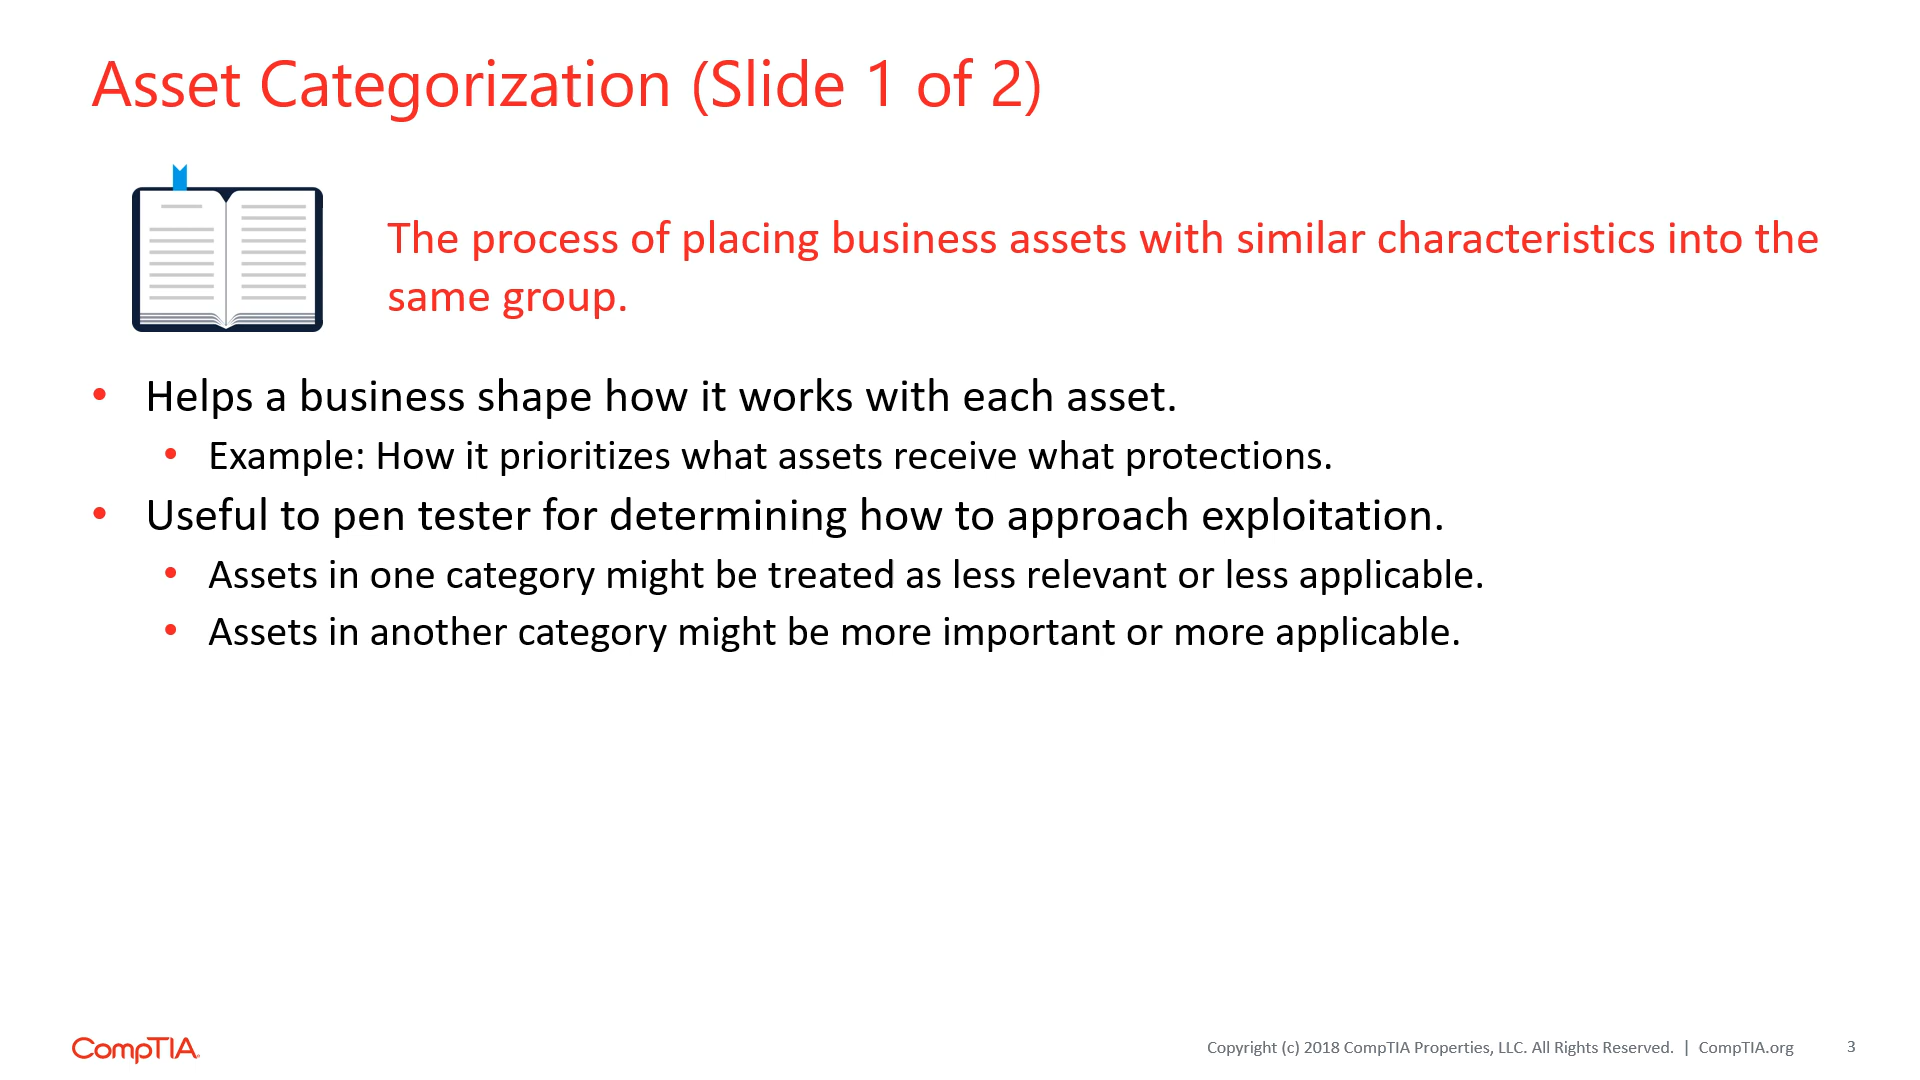 Asset Categorization (Slide 1 of 2)
The process of placing business assets with similar characteristics into the
same group.
• Helps a business shape how it works with each asset.
• Example: How it prioritizes what assets receive what protections.
• Useful to pen tester for determining how to approach exploitation.
• Assets in one category might be treated as less relevant or less applicable.
• Assets in another category might be more important or more applicable.
CompTIA.
Copyright (c) 2018 CompTIA Properties, LLC. All Rights Reserved. | CompTIA.org 3